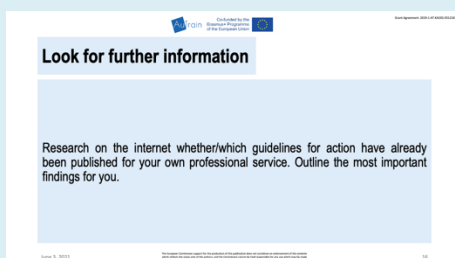 Co-funded by the
Erasmus+ Programme
of the European Union
Look for further information
Research on the internet whether/which guidelines for action have already
been published for your own professional service. Outline the most important
findings for you.
June 3, 2021